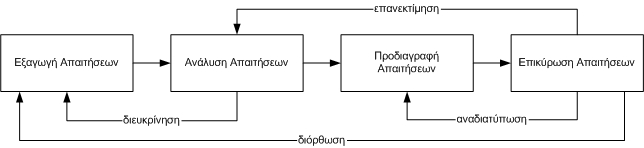 επανεκτίμηση
Εξαγωγή Απαιτήσεων
Ανάλυση Απαιτήσεων
Προδιαγραφή
Απαιτήσεων
Επικύρωση Απαιτήσεων
διευκρίνηση
αναδιατύπωση
διόρθωση